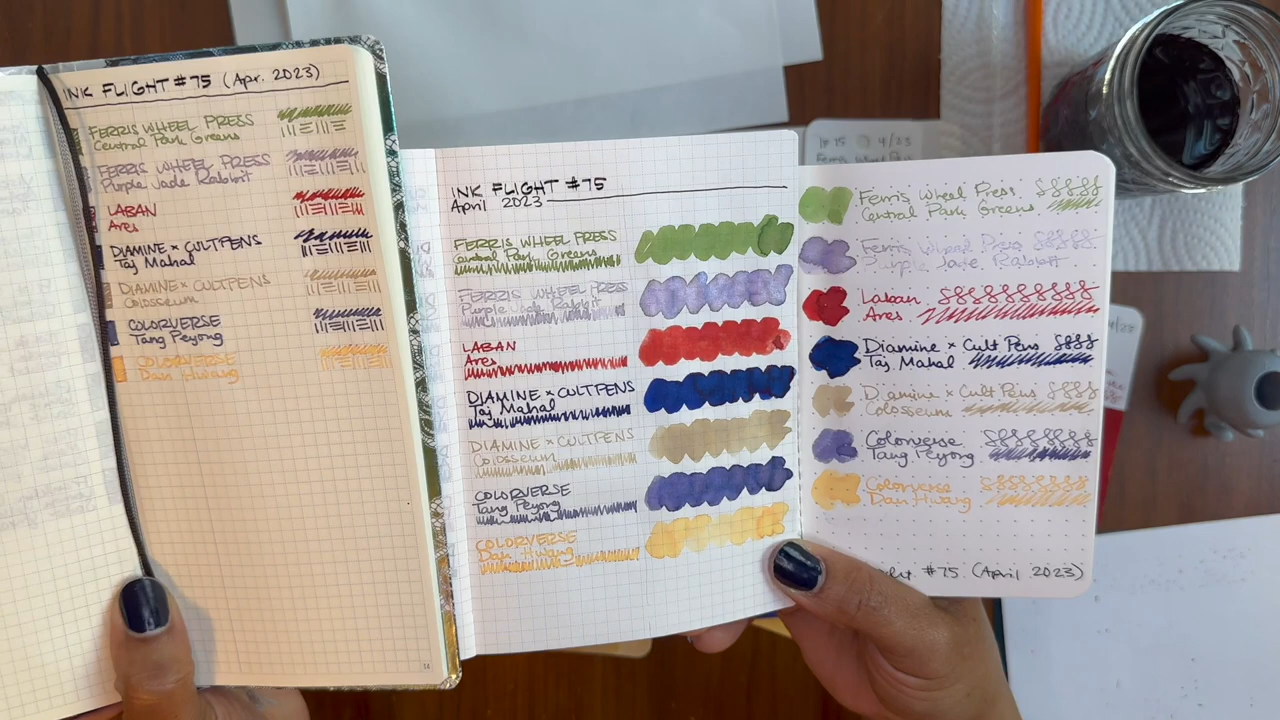 INK FLIGHT #75 (Apr. 2023)
FERRIS WHEEL PRESS
Central Park Greens
FERRIS WHEEL PRESS
Purple Jade Rabbit
LABAN
Ares
DIAMINE × CULTPENS
Taj Mahal
DIAMINE × CULTPENS
Colosseum
COLORVERSE
Tang Peyong
COLORVERSE
Dan Hwang
INK FLIGHT #75
April 2023
FERRIS WHEEL PRESS
Central Park Greens
FERRIS WHEEL PRESS
Purple Jade Rabbit
LABAN
Ares
DIAMINE × CULTPENS
Taj Mahal
DIAMINE × CULTPENS
Colosseum
COLORVERSE
Tang Peyong
COLORVERSE
Dan Hwang
Ferris Wheel Press
Central Park Greens
Ferris Wheel Press
Purple Jade Rabbit
Laban
Ares
Diamine × Cult Pens
Taj Mahal
Diamine × Cult Pens
Colosseum
Colorverse
Tang Peyong
Colorverse
Dan Hwang
#75 (April 2023)
4/23
Ferris Wheel Press